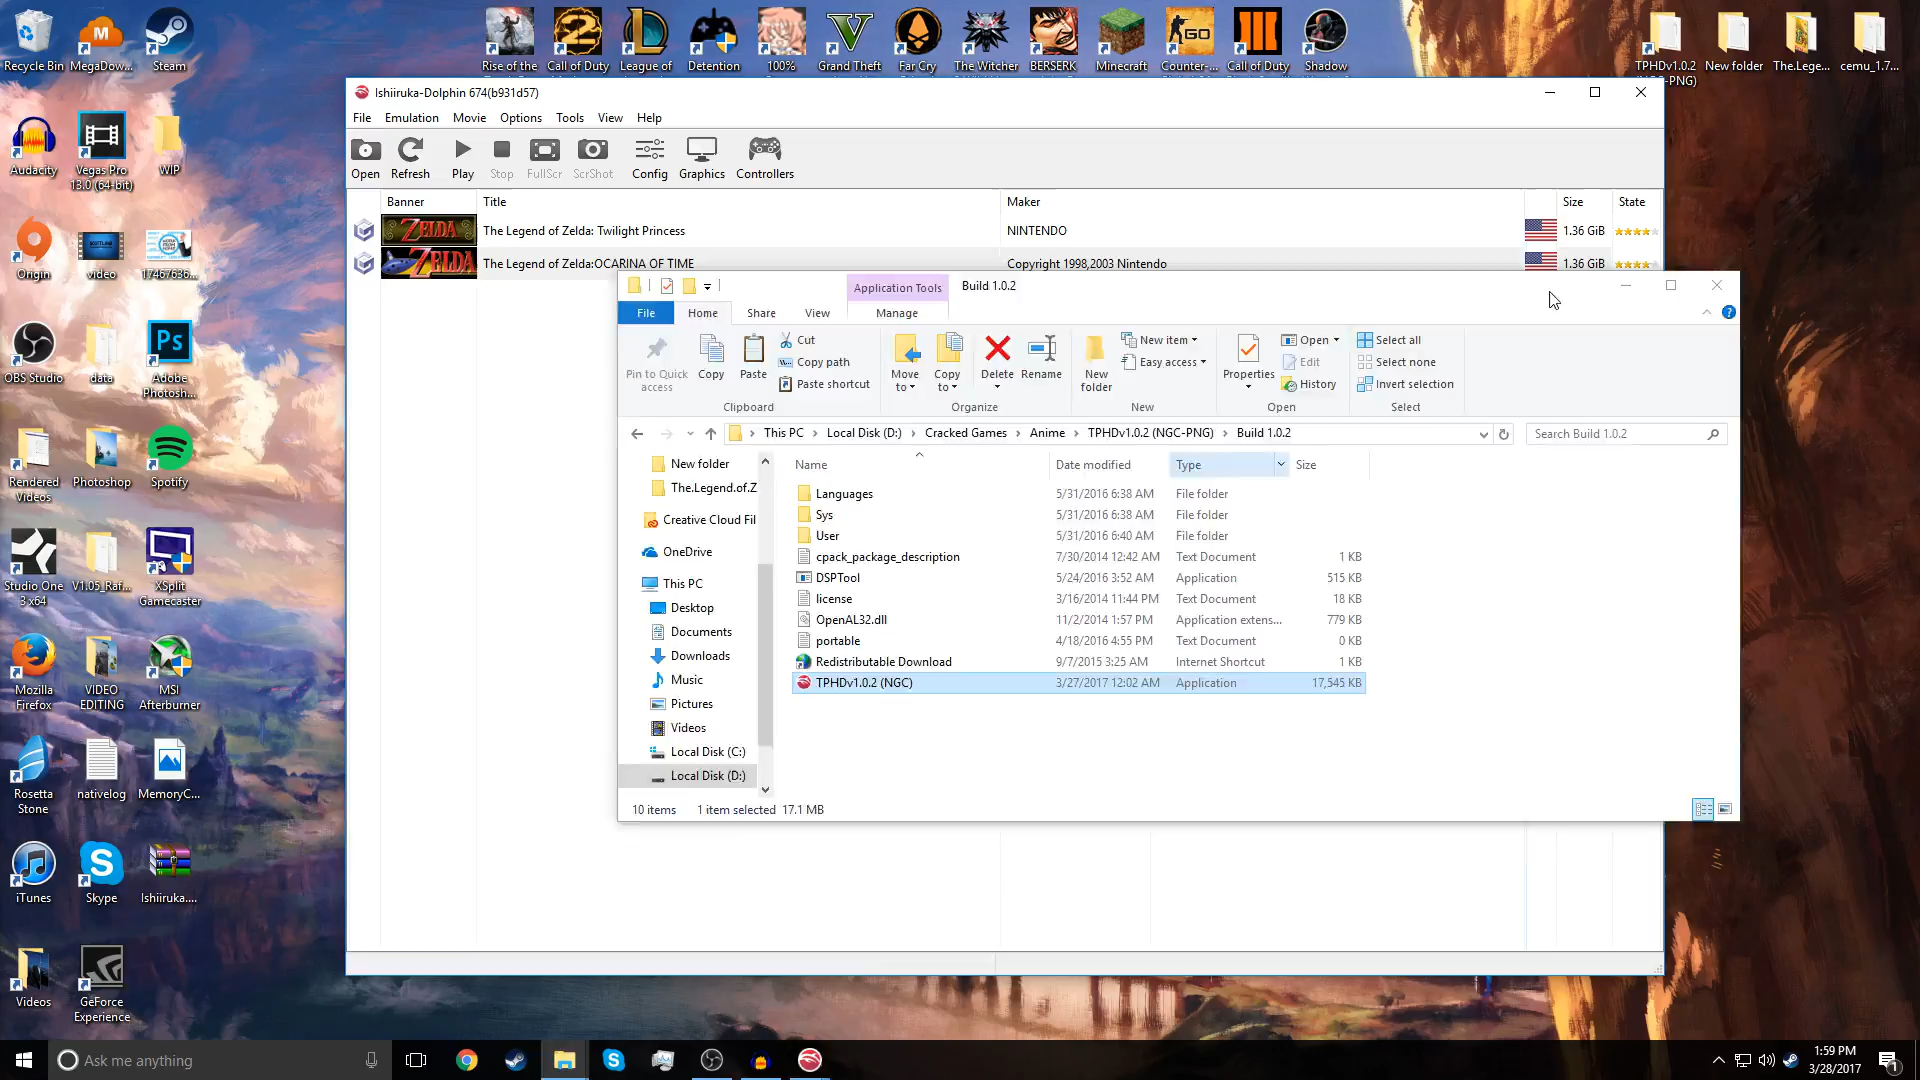 Recycle Bin
MegaDow...
Steam
Rise of the
Call of Duty
League of
Detention
100%
Grand Theft
Far Cry
The Witcher
BERSERK
Minecraft
Counter-...
Call of Duty
Shadow
TPHDv1.0.2
(NGC-PNG)
New folder
The.Lege...
cemu_1.7...
Ishiiruka-Dolphin 674(b931d57)
File Emulation Movie Options Tools View Help
Open Refresh Play Stop FullScr ScrShot Config Graphics Controllers
Banner Title Maker Size State
ZELDA The Legend of Zelda: Twilight Princess NINTENDO 1.36 GiB
ZELDA The Legend of Zelda:OCARINA OF TIME Copyright 1998,2003 Nintendo 1.36 GiB
Application Tools Build 1.0.2
File Home Share View Manage
Pin to Quick
access
Copy
Paste
Cut
Copy path
Paste shortcut
Clipboard
Move
to
Copy
to
Delete
Rename
Organize
New
folder
New item
Easy access
New
Properties
Open
Edit
History
Open
Select all
Select none
Invert selection
Select
This PC Local Disk (D:) Cracked Games Anime TPHDv1.0.2 (NGC-PNG) Build 1.0.2
Search Build 1.0.2
New folder
The.Legend.of.Z
Creative Cloud Fil
OneDrive
This PC
Desktop
Documents
Downloads
Music
Pictures
Videos
Local Disk (C:)
Local Disk (D:)
Name Date modified Type Size
Languages 5/31/2016 6:38 AM File folder
Sys 5/31/2016 6:38 AM File folder
User 5/31/2016 6:40 AM File folder
cpack_package_description 7/30/2014 12:42 AM Text Document 1 KB
DSPTool 5/24/2016 3:52 AM Application 515 KB
license 3/16/2014 11:44 PM Text Document 18 KB
OpenAL32.dll 11/2/2014 1:57 PM Application extens... 779 KB
portable 4/18/2016 4:55 PM Text Document 0 KB
Redistributable Download 9/7/2015 3:25 AM Internet Shortcut 1 KB
TPHDv1.0.2 (NGC) 3/27/2017 12:02 AM Application 17,545 KB
10 items 1 item selected 17.1 MB
Audacity
Vegas Pro
13.0 (64-bit)
WIP
Origin
video
17467636...
OBS Studio
data
Adobe
Photosh...
Rendered
Videos
Photoshop
Spotify
Studio One
3 x64
V1.05_Raf...
XSplit
Gamecaster
Mozilla
Firefox
VIDEO
EDITING
MSI
Afterburner
Rosetta
Stone
nativelog
MemoryC...
iTunes
Skype
Ishiiruka....
Videos
GeForce
Experience
Ask me anything
1:59 PM
3/28/2017